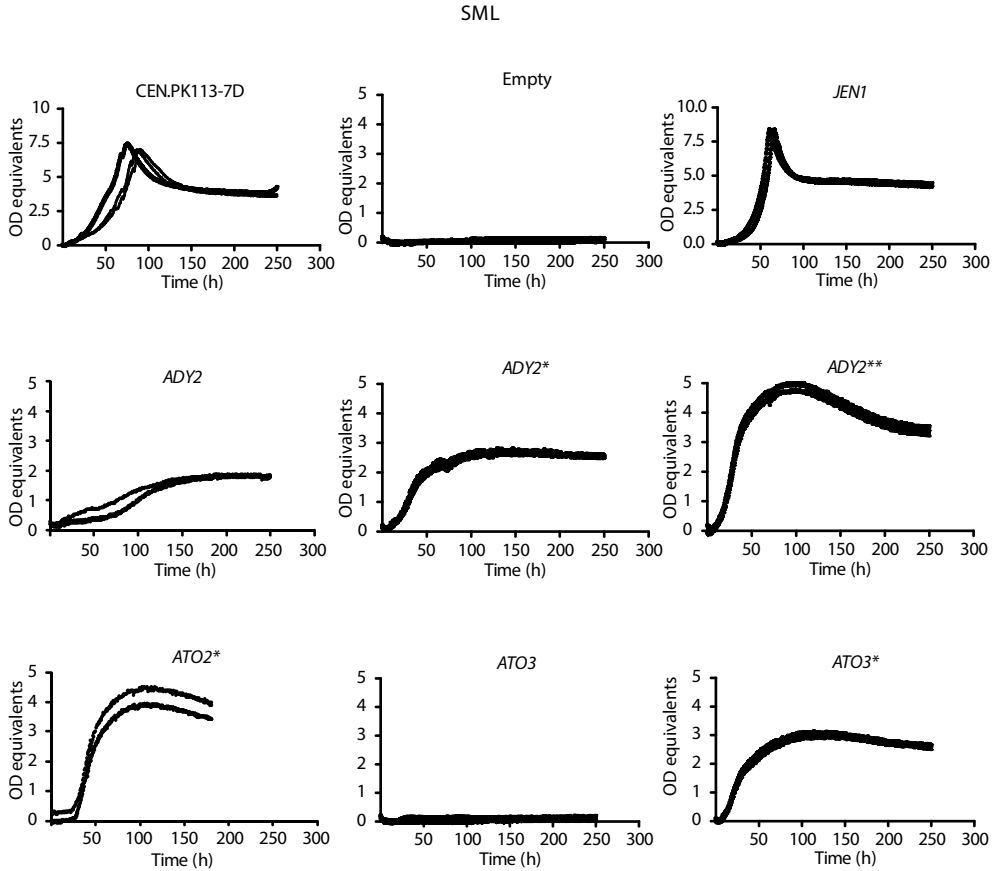 SML
CEN.PK113-7D
OD equivalents
10
7.5
5
2.5
0
50 100 150 200 250 300
Time (h)
Empty
OD equivalents
5
4
3
2
1
0
50 100 150 200 250 300
Time (h)
JEN1
OD equivalents
10.0
7.5
5.0
2.5
0.0
50 100 150 200 250 300
Time (h)
ADY2
OD equivalents
5
4
3
2
1
0
50 100 150 200 250 300
Time (h)
ADY2*
OD equivalents
5
4
3
2
1
0
50 100 150 200 250 300
Time (h)
ADY2**
OD equivalents
5
4
3
2
1
0
50 100 150 200 250 300
Time (h)
ATO2*
OD equivalents
5
4
3
2
1
0
50 100 150 200 250 300
Time (h)
ATO3
OD equivalents
5
4
3
2
1
0
50 100 150 200 250 300
Time (h)
ATO3*
OD equivalents
5
4
3
2
1
0
50 100 150 200 250 300
Time (h)